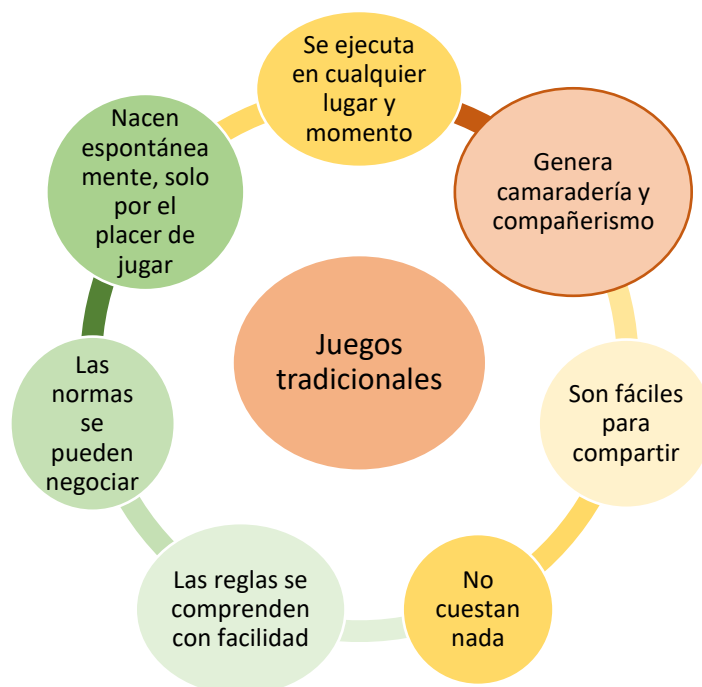 Se ejecuta
en cualquier
lugar y
momento
Genera
camaradería y
compañerismo
Son fáciles
para
compartir
No
cuestan
nada
Las reglas se
comprenden
con facilidad
Las
normas
se
pueden
negociar
Nacen
espontánea
mente, solo
por el
placer de
jugar
Juegos
tradicionales